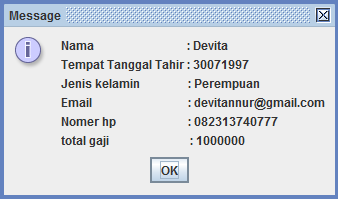 Message
Nama : Devita
Tempat Tanggal Tahir : 30071997
Jenis kelamin : Perempuan
Email : devitannur@gmail.com
Nomer hp : 082313740777
total gaji : 1000000
OK